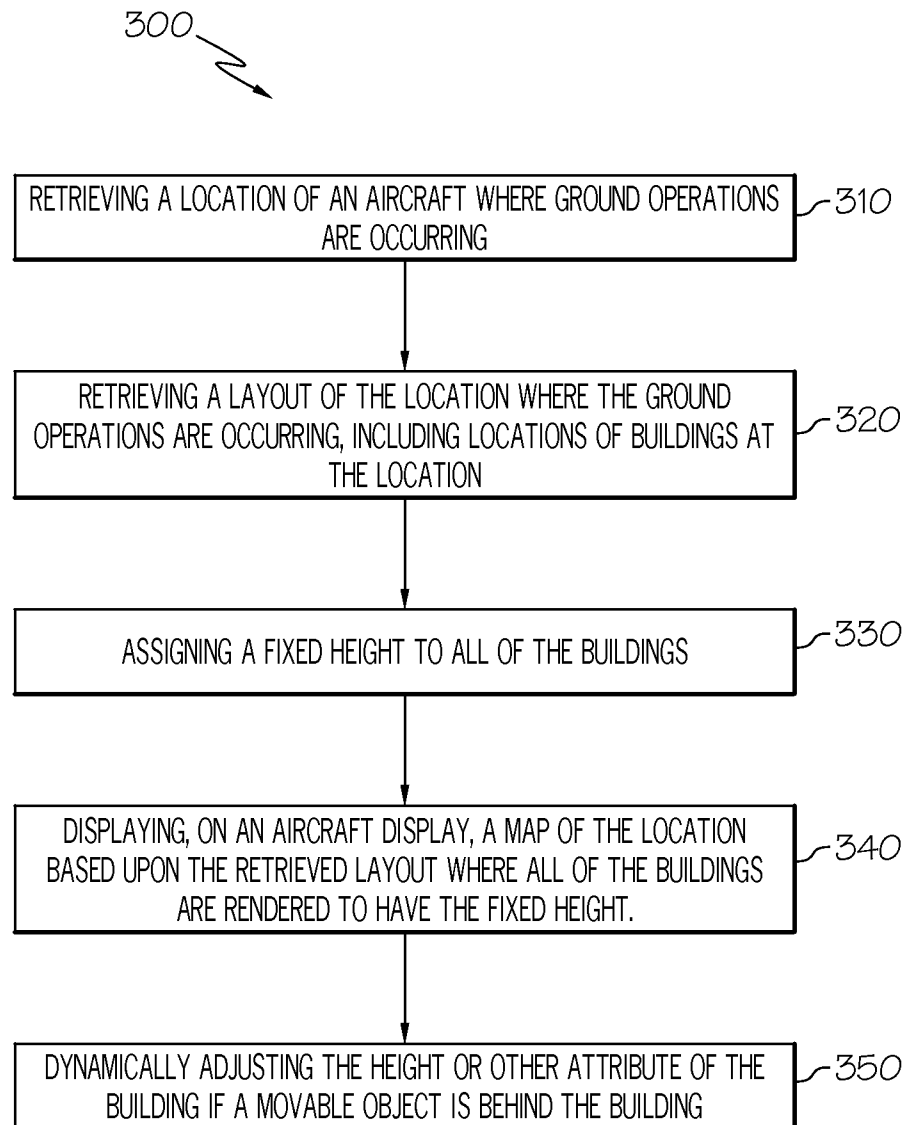 300
RETRIEVING A LOCATION OF AN AIRCRAFT WHERE GROUND OPERATIONS
ARE OCCURRING
310
RETRIEVING A LAYOUT OF THE LOCATION WHERE THE GROUND
OPERATIONS ARE OCCURRING, INCLUDING LOCATIONS OF BUILDINGS AT
THE LOCATION
320
ASSIGNING A FIXED HEIGHT TO ALL OF THE BUILDINGS
330
DISPLAYING, ON AN AIRCRAFT DISPLAY, A MAP OF THE LOCATION
BASED UPON THE RETRIEVED LAYOUT WHERE ALL OF THE BUILDINGS
ARE RENDERED TO HAVE THE FIXED HEIGHT.
340
DYNAMICALLY ADJUSTING THE HEIGHT OR OTHER ATTRIBUTE OF THE
BUILDING IF A MOVABLE OBJECT IS BEHIND THE BUILDING
350